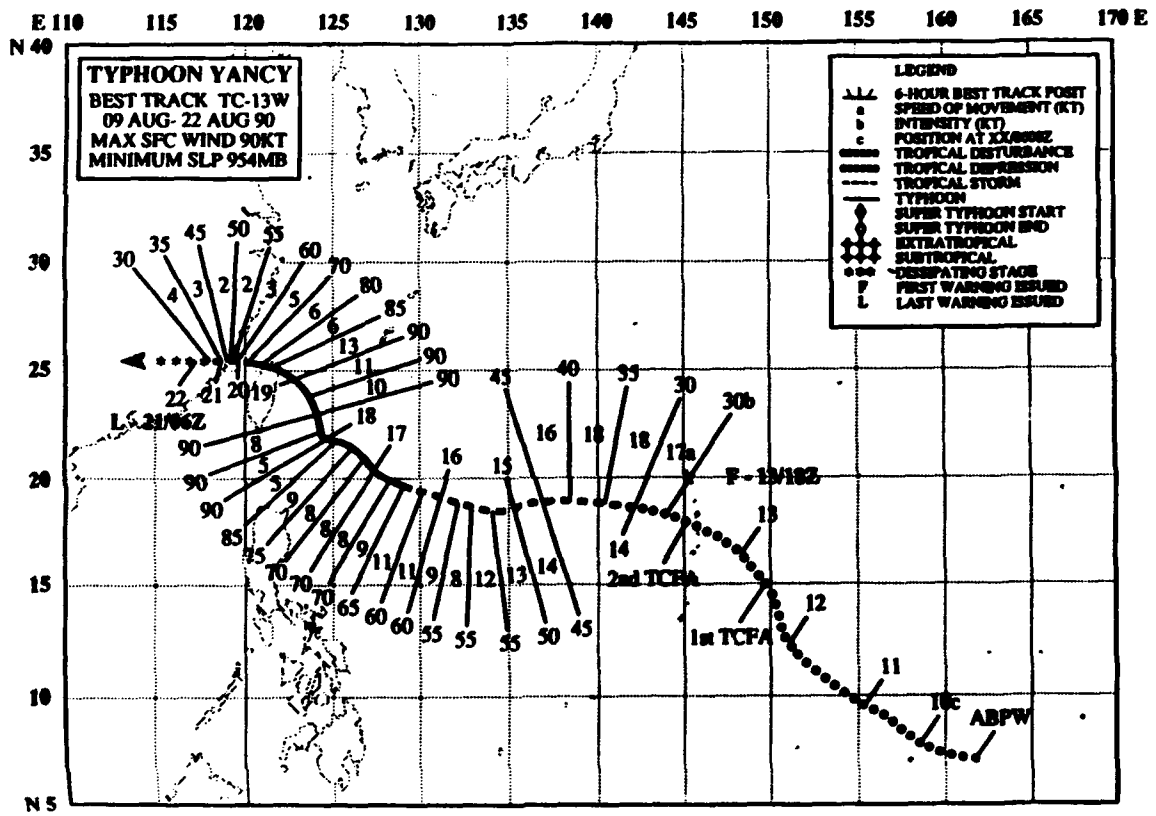 E 110 115 120 125 130 135 140 145 150 155 160 165 170 E
N 40
TYPHOON YANCY
BEST TRACK TC-13W
09 AUG- 22 AUG 90
MAX SFC WIND 90KT
MINIMUM SLP 954MB
LEGEND
6-HOUR BEST TRACK POSIT
a SPEED OF MOVEMENT (KT)
b INTENSITY (KT)
c POSITION AT XX/0000Z
TROPICAL DISTURBANCE
TROPICAL DEPRESSION
TROPICAL STORM
TYPHOON
SUPER TYPHOON START
SUPER TYPHOON END
EXTRATROPICAL
SUBTROPICAL
*** DISSIPATING STAGE
F FIRST WARNING ISSUED
L LAST WARNING ISSUED
35
30
25
20
15
10
N 5
30 35 45 50 55 60 70 80 85 90 90 90
4 3 2 2 3 5 6 6 13 11 10
22 21 20 19
L - 21/06Z
18 17 16 15
45 40 35 30 30b
16 18 18 17a
F - 13/18Z
90 90 90 85 75 70 70 70 65 60 60 55 55 55 50 45
8 5 5 9 8 8 8 9 11 11 9 8 12 13 14
14
2nd TCFA
13
1st TCFA
12
11
10c
ABPW